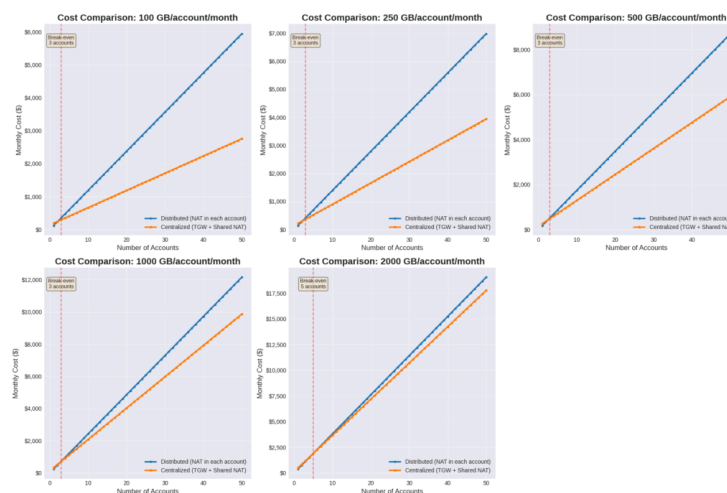 Cost Comparison: 100 GB/account/month
Monthly Cost ($)
$6,000
$5,000
$4,000
$3,000
$2,000
$1,000
$0
Break-even
3 accounts
Distributed (NAT in each account)
Centralized (TGW + Shared NAT)
0 10 20 30 40 50
Number of Accounts
Cost Comparison: 250 GB/account/month
Monthly Cost ($)
$7,000
$6,000
$5,000
$4,000
$3,000
$2,000
$1,000
$0
Break-even
3 accounts
Distributed (NAT in each account)
Centralized (TGW + Shared NAT)
0 10 20 30 40 50
Number of Accounts
Cost Comparison: 500 GB/account/month
Monthly Cost ($)
$8,000
$6,000
$4,000
$2,000
$0
Break-even
3 accounts
Distributed (NAT in each account)
Centralized (TGW + Shared NAT)
0 10 20 30 40
Number of Accounts
Cost Comparison: 1000 GB/account/month
Monthly Cost ($)
$12,000
$10,000
$8,000
$6,000
$4,000
$2,000
$0
Break-even
3 accounts
Distributed (NAT in each account)
Centralized (TGW + Shared NAT)
0 10 20 30 40 50
Number of Accounts
Cost Comparison: 2000 GB/account/month
Monthly Cost ($)
$17,500
$15,000
$12,500
$10,000
$7,500
$5,000
$2,500
$0
Break-even
5 accounts
Distributed (NAT in each account)
Centralized (TGW + Shared NAT)
0 10 20 30 40 50
Number of Accounts